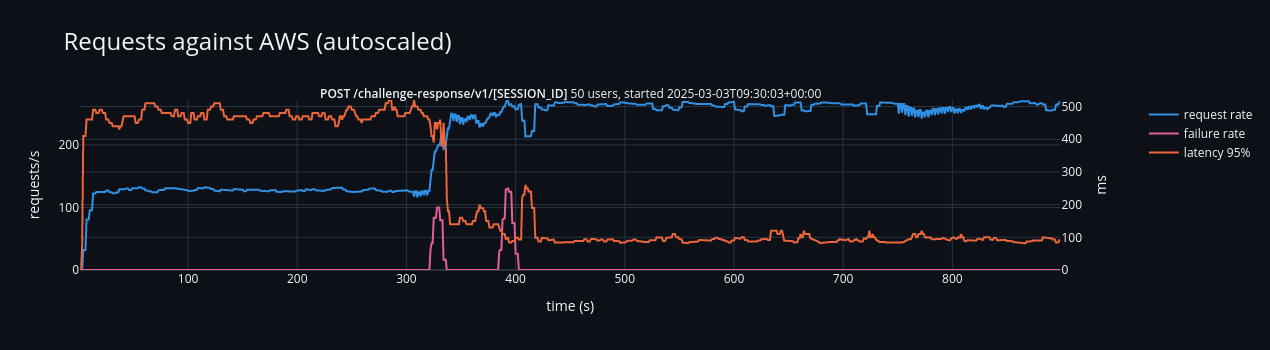 Requests against AWS (autoscaled)
POST /challenge-response/v1/[SESSION_ID] 50 users, started 2025-03-03T09:30:03+00:00
requests/s
200
100
0
500
400
300
200
100
0
ms
100
200
300
400
500
600
700
800
time (s)
request rate
failure rate
latency 95%